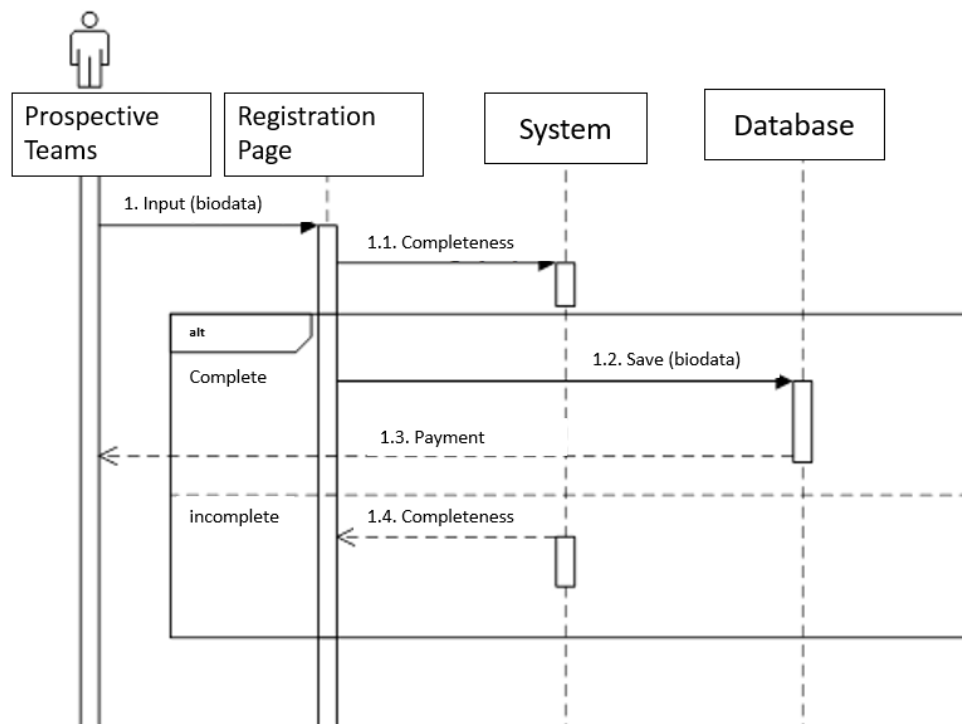 Prospective
Teams
Registration
Page
System
Database
1. Input (biodata)
1.1. Completeness
alt
Complete
1.2. Save (biodata)
1.3. Payment
incomplete
1.4. Completeness